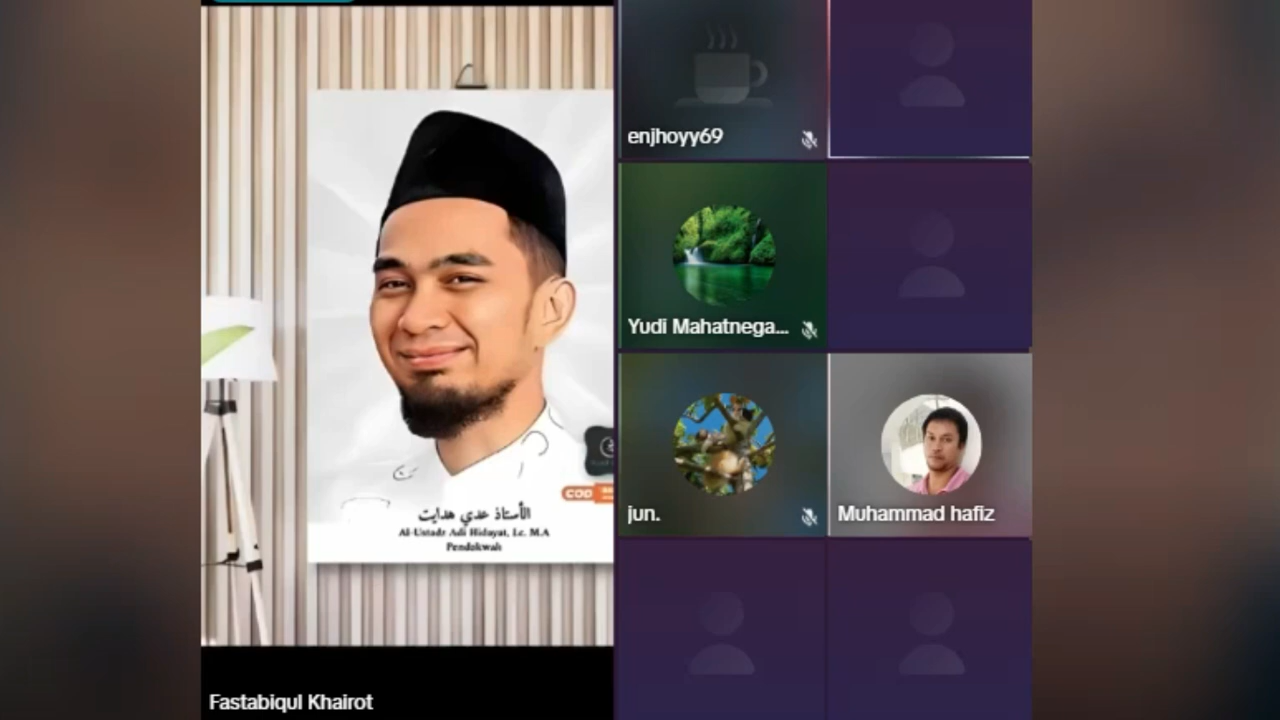 الأستاذ عدي هدايت
Al-Ustadz Adi Hidayat, Lc. M.A
Pendakwah
COD
Fastabiqul Khairot
enjhoyy69
Yudi Mahatnega...
jun.
Muhammad hafiz